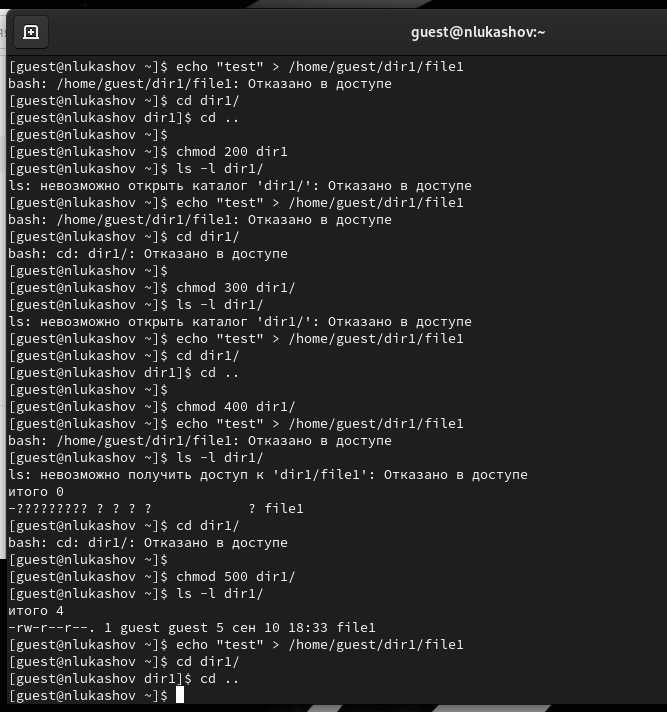 guest@nlukashov:~
[guest@nlukashov ~]$ echo "test" > /home/guest/dir1/file1
bash: /home/guest/dir1/file1: Отказано в доступе
[guest@nlukashov ~]$ cd dir1/
[guest@nlukashov dir1]$ cd ..
[guest@nlukashov ~]$
[guest@nlukashov ~]$ chmod 200 dir1
[guest@nlukashov ~]$ ls -l dir1/
ls: невозможно открыть каталог 'dir1/': Отказано в доступе
[guest@nlukashov ~]$ echo "test" > /home/guest/dir1/file1
bash: /home/guest/dir1/file1: Отказано в доступе
[guest@nlukashov ~]$ cd dir1/
bash: cd: dir1/: Отказано в доступе
[guest@nlukashov ~]$
[guest@nlukashov ~]$ chmod 300 dir1/
[guest@nlukashov ~]$ ls -l dir1/
ls: невозможно открыть каталог 'dir1/': Отказано в доступе
[guest@nlukashov ~]$ echo "test" > /home/guest/dir1/file1
[guest@nlukashov ~]$ cd dir1/
[guest@nlukashov dir1]$ cd ..
[guest@nlukashov ~]$
[guest@nlukashov ~]$ chmod 400 dir1/
[guest@nlukashov ~]$ echo "test" > /home/guest/dir1/file1
bash: /home/guest/dir1/file1: Отказано в доступе
[guest@nlukashov ~]$ ls -l dir1/
ls: невозможно получить доступ к 'dir1/file1': Отказано в доступе
итого 0
-????????? ? ? ? ?            ? file1
[guest@nlukashov ~]$ cd dir1/
bash: cd: dir1/: Отказано в доступе
[guest@nlukashov ~]$
[guest@nlukashov ~]$ chmod 500 dir1/
[guest@nlukashov ~]$ ls -l dir1/
итого 4
-rw-r--r--. 1 guest guest 5 сен 10 18:33 file1
[guest@nlukashov ~]$ echo "test" > /home/guest/dir1/file1
[guest@nlukashov ~]$ cd dir1/
[guest@nlukashov dir1]$ cd ..
[guest@nlukashov ~]$